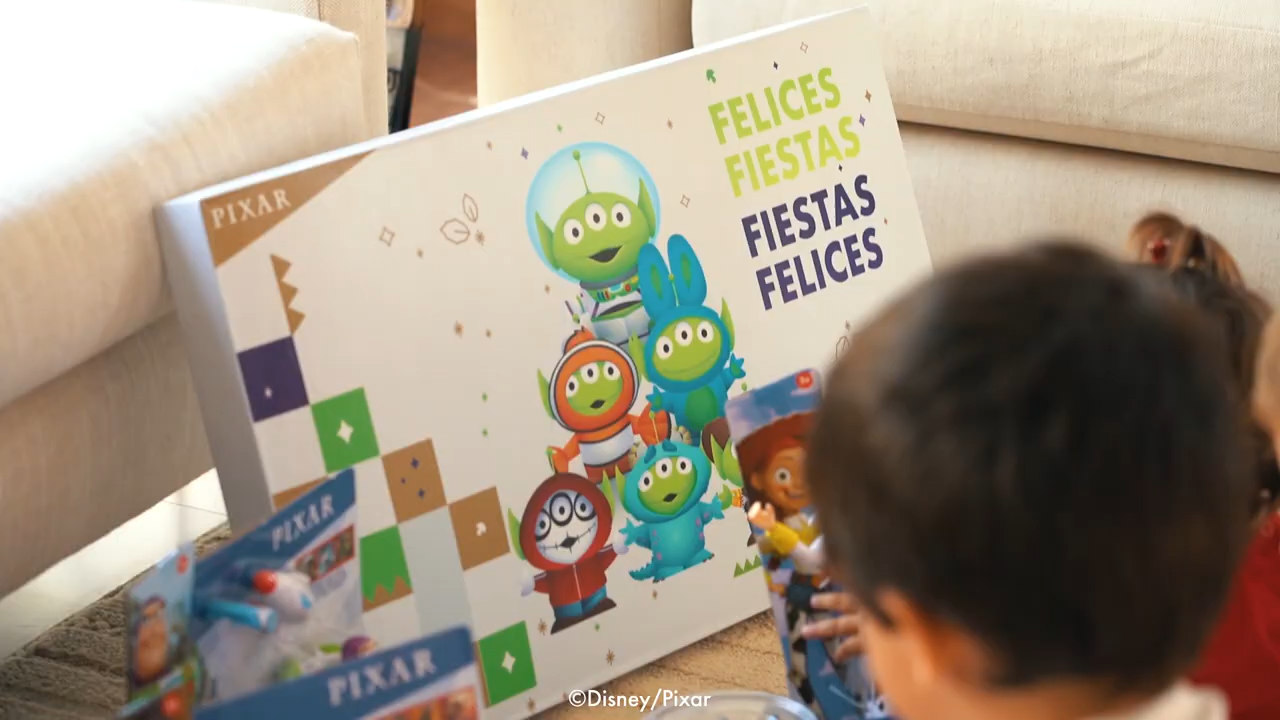 PIXAR
FELICES
FIESTAS
FIESTAS
FELICES
PIXAR
PIXAR
©Disney/Pixar